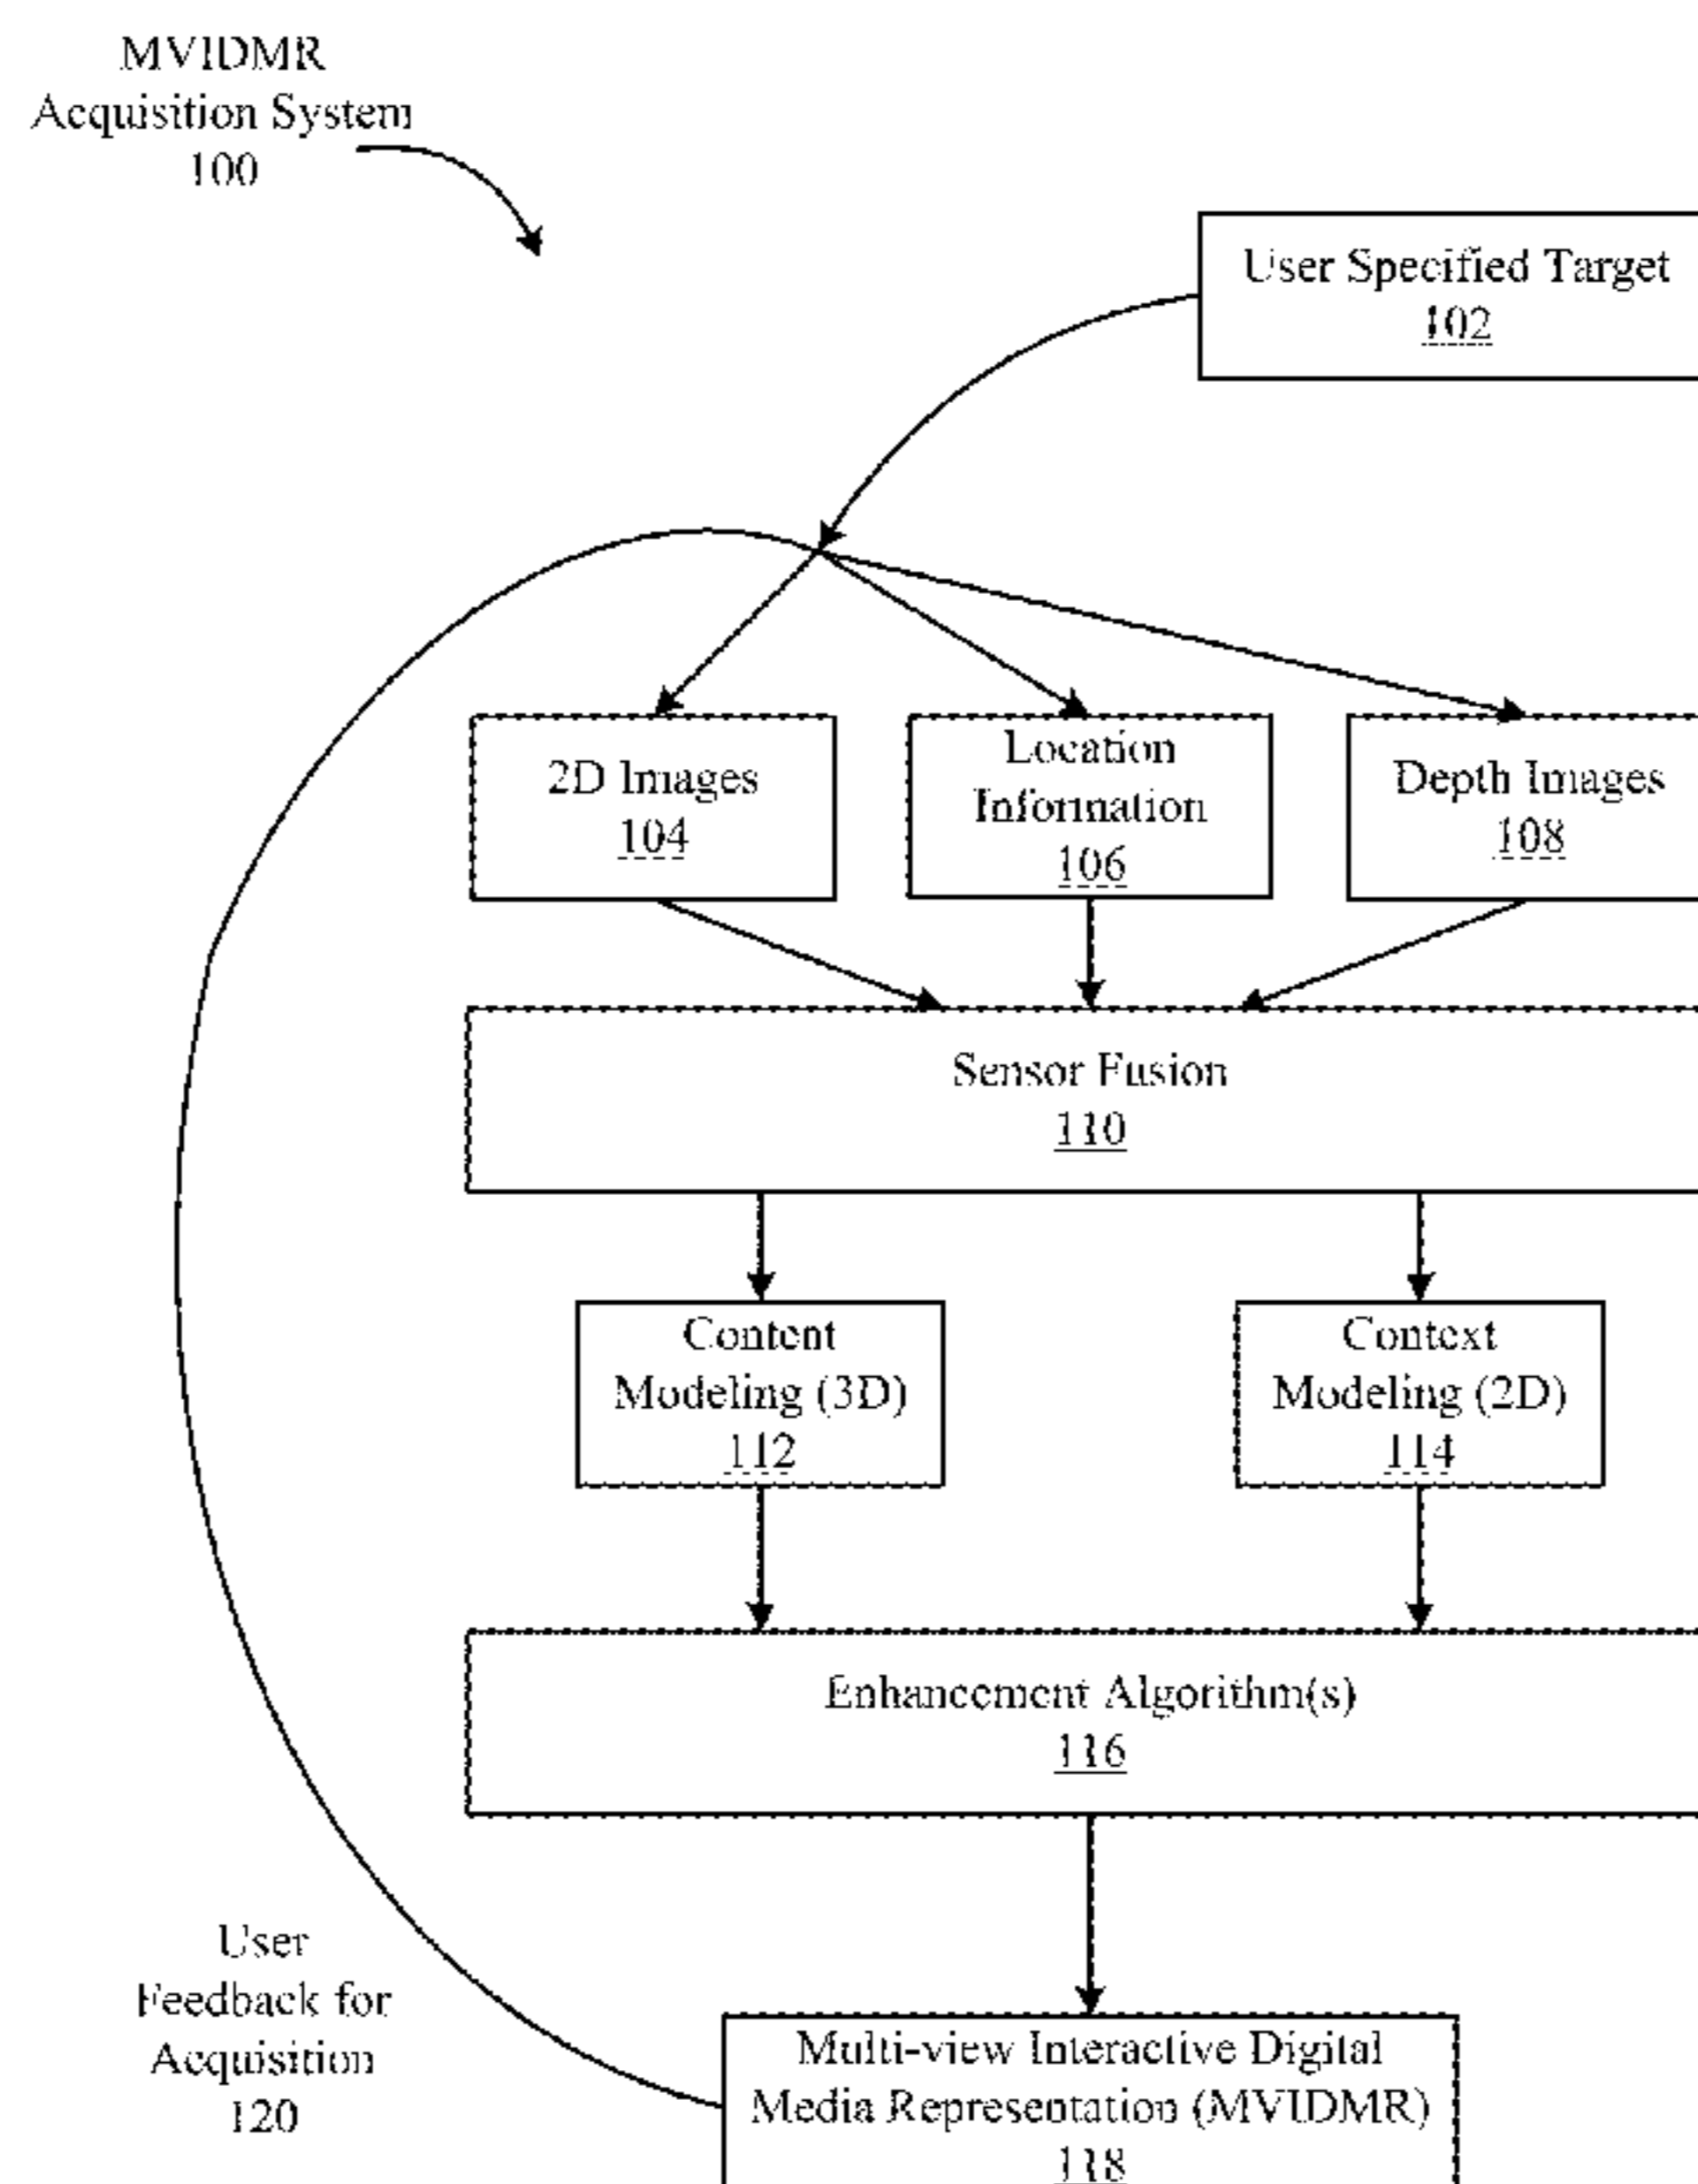 MVIDMR
Acquisition System
100
User Specified Target
102
2D Images
104
Location
Information
106
Depth Images
108
Sensor Fusion
110
Content
Modeling (3D)
112
Context
Modeling (2D)
114
Enhancement Algorithm(s)
116
User
Feedback for
Acquisition
120
Multi-view Interactive Digital
Media Representation (MVIDMR)
118